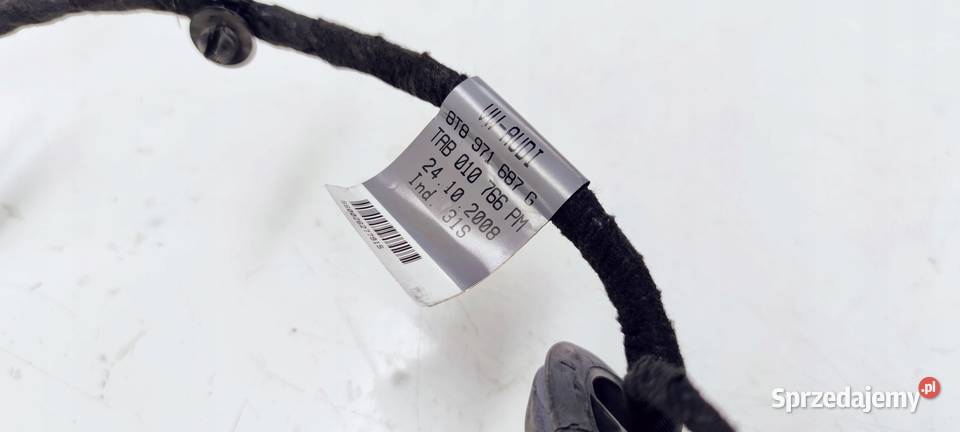 VW-AUDI
8T8 971 687 G
TAB 010 766 PM
24.10.2008
Ind.: 31S
Sprzedajemy.pl